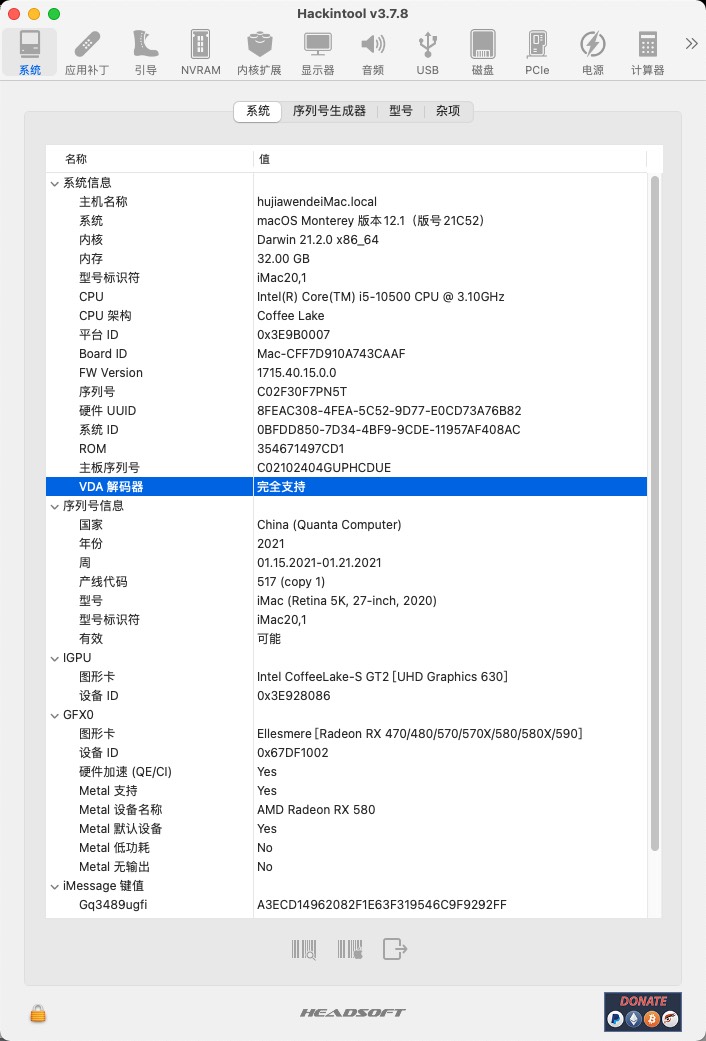 Hackintool v3.7.8
系统 应用补丁 引导 NVRAM 内核扩展 显示器 音频 USB 磁盘 PCIe 电源 计算器
系统 序列号生成器 型号 杂项
名称 值
系统信息
主机名称 hujiawendeiMac.local
系统 macOS Monterey 版本12.1（版号21C52）
内核 Darwin 21.2.0 x86_64
内存 32.00 GB
型号标识符 iMac20,1
CPU Intel(R) Core(TM) i5-10500 CPU @ 3.10GHz
CPU 架构 Coffee Lake
平台 ID 0x3E9B0007
Board ID Mac-CFF7D910A743CAAF
FW Version 1715.40.15.0.0
序列号 C02F30F7PN5T
硬件 UUID 8FEAC308-4FEA-5C52-9D77-E0CD73A76B82
系统 ID 0BFDD850-7D34-4BF9-9CDE-11957AF408AC
ROM 354671497CD1
主板序列号 C02102404GUPHCDUE
VDA 解码器 完全支持
序列号信息
国家 China (Quanta Computer)
年份 2021
周 01.15.2021-01.21.2021
产线代码 517 (copy 1)
型号 iMac (Retina 5K, 27-inch, 2020)
型号标识符 iMac20,1
有效 可能
IGPU
图形卡 Intel CoffeeLake-S GT2 [UHD Graphics 630]
设备 ID 0x3E928086
GFX0
图形卡 Ellesmere [Radeon RX 470/480/570/570X/580/580X/590]
设备 ID 0x67DF1002
硬件加速 (QE/CI) Yes
Metal 支持 Yes
Metal 设备名称 AMD Radeon RX 580
Metal 默认设备 Yes
Metal 低功耗 No
Metal 无输出 No
iMessage 键值
Gq3489ugfi A3ECD14962082F1E63F319546C9F9292FF
HEADSOFT
DONATE